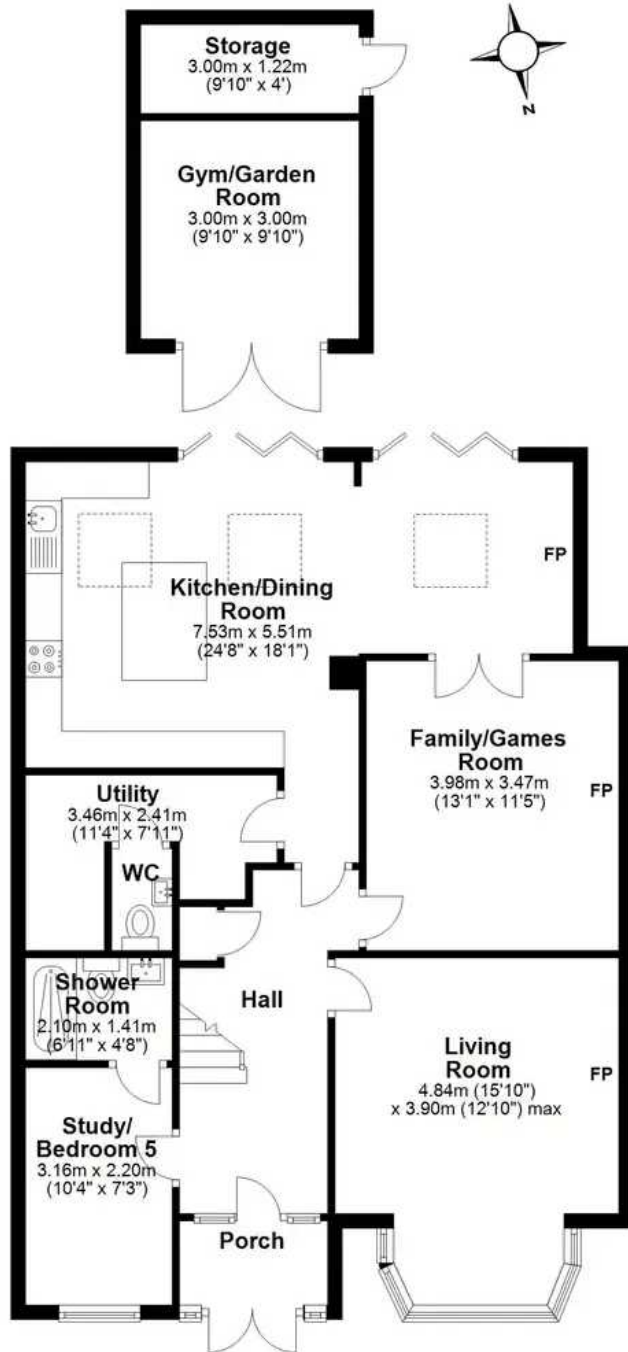 Storage
3.00m x 1.22m
(9'10" x 4')
N
Gym/Garden
Room
3.00m x 3.00m
(9'10" x 9'10")
FP
Kitchen/Dining
Room
7.53m x 5.51m
(24'8" x 18'1")
Family/Games
Room
3.98m x 3.47m
(13'1" x 11'5")
FP
Utility
3.46m x 2.41m
(11'4" x 7'11")
WC
Shower
Room
2.10m x 1.41m
(6'11" x 4'8")
Hall
Living
Room
4.84m (15'10")
x 3.90m (12'10") max
FP
Study/
Bedroom 5
3.16m x 2.20m
(10'4" x 7'3")
Porch